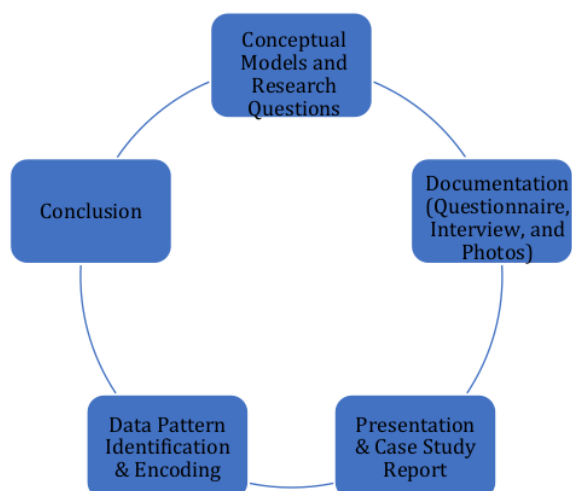 Conceptual
Models and
Research
Questions
Documentation
(Questionnaire,
Interview, and
Photos)
Presentation
& Case Study
Report
Data Pattern
Identification
& Encoding
Conclusion